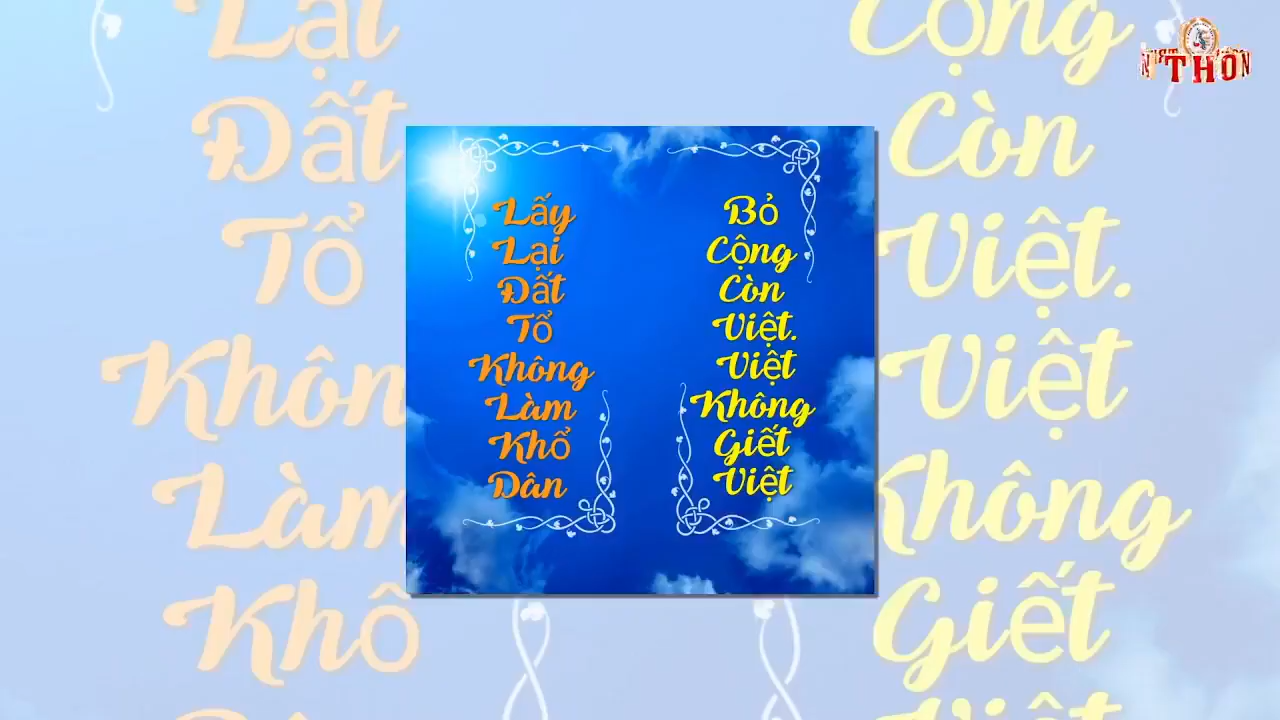 Lấy
Lại
Đất
Tổ
Không
Làm
Khổ
Dân
Bỏ
Cộng
Còn
Việt.
Việt
Không
Giết
Việt
THÔN